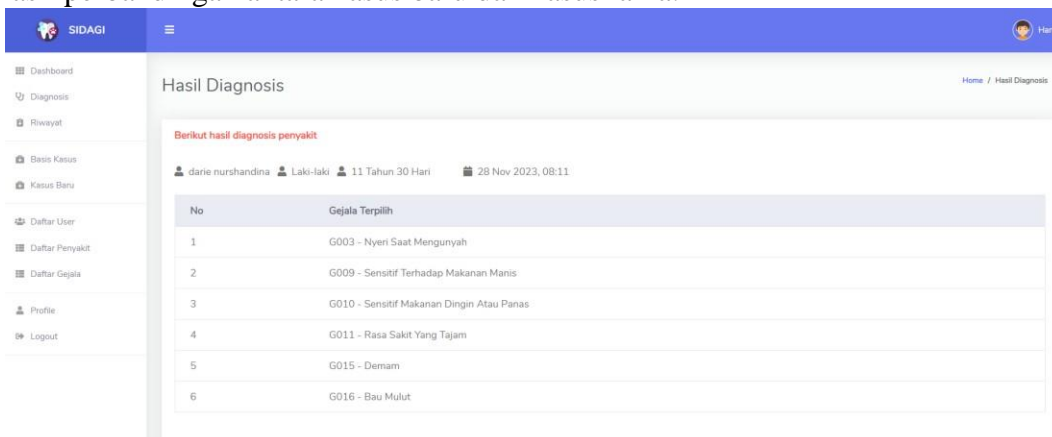 SIDAGI
Dashboard
Diagnosis
Riwayat
Basis Kasus
Kasus Baru
Daftar User
Daftar Penyakit
Daftar Gejala
Profile
Logout
Hasil Diagnosis
Home / Hasil Diagnosis
Berikut hasil diagnosis penyakit
darie nurshandina Laki-laki 11 Tahun 30 Hari 28 Nov 2023, 08:11
No Gejala Terpilih
1 G003 - Nyeri Saat Mengunyah
2 G009 - Sensitif Terhadap Makanan Manis
3 G010 - Sensitif Makanan Dingin Atau Panas
4 G011 - Rasa Sakit Yang Tajam
5 G015 - Demam
6 G016 - Bau Mulut